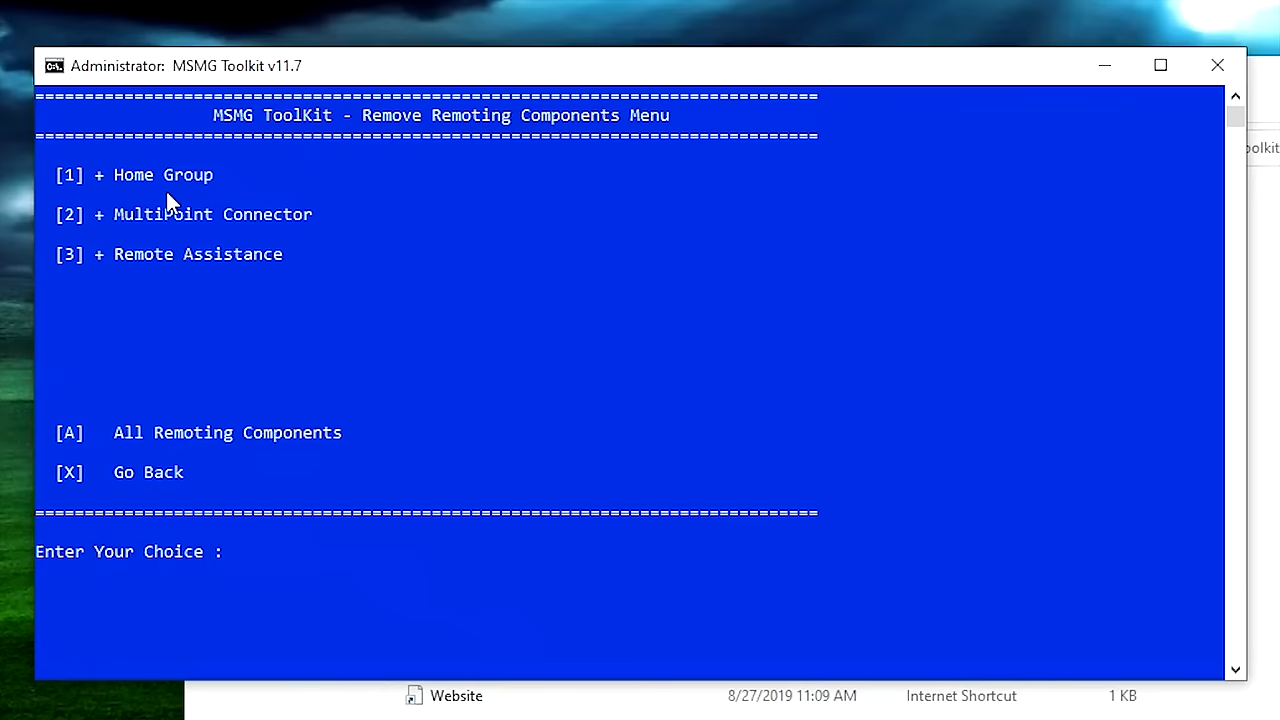 Administrator:  MSMG Toolkit v11.7
===============================================================================
MSMG ToolKit - Remove Remoting Components Menu
===============================================================================
[1] + Home Group
[2] + MultiPoint Connector
[3] + Remote Assistance
[A]   All Remoting Components
[X]   Go Back
===============================================================================
Enter Your Choice :
oolkit
Website 8/27/2019 11:09 AM Internet Shortcut 1 KB